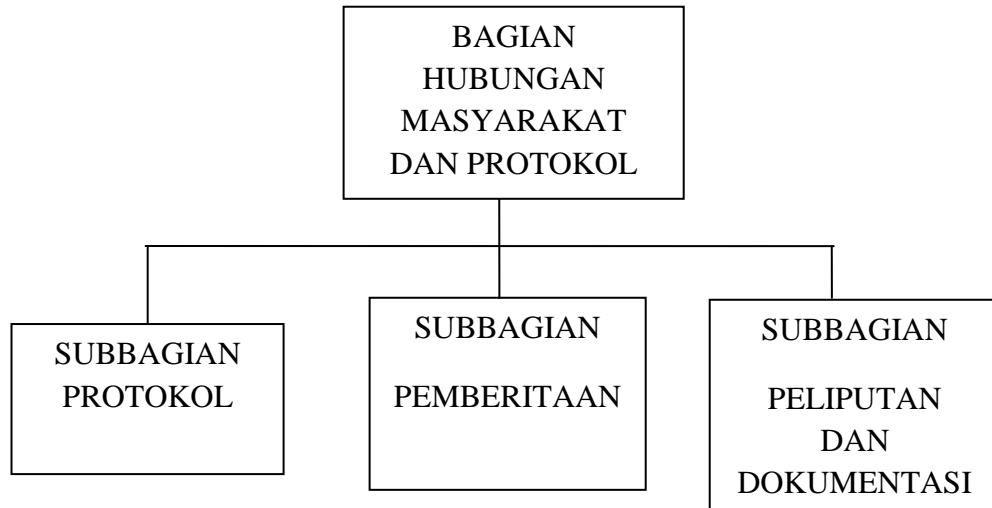 BAGIAN
HUBUNGAN
MASYARAKAT
DAN PROTOKOL
SUBBAGIAN
PROTOKOL
SUBBAGIAN
PEMBERITAAN
SUBBAGIAN
PELIPUTAN
DAN
DOKUMENTASI